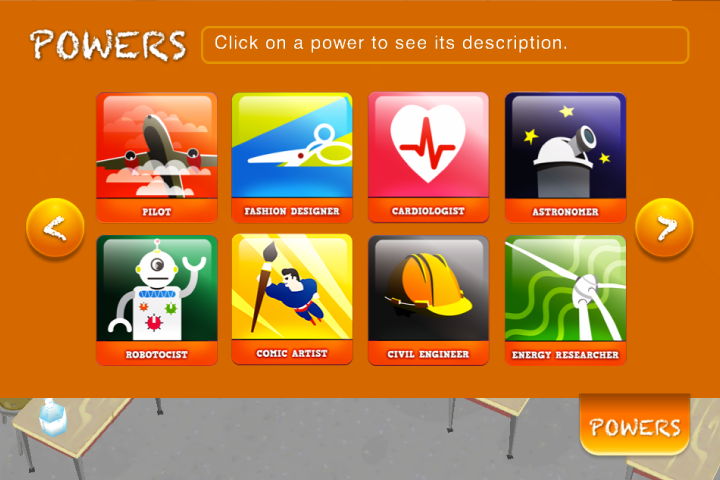 POWERS
Click on a power to see its description.
PILOT
FASHION DESIGNER
CARDIOLOGIST
ASTRONOMER
<
>
ROBOTOCIST
COMIC ARTIST
CIVIL ENGINEER
ENERGY RESEARCHER
POWERS